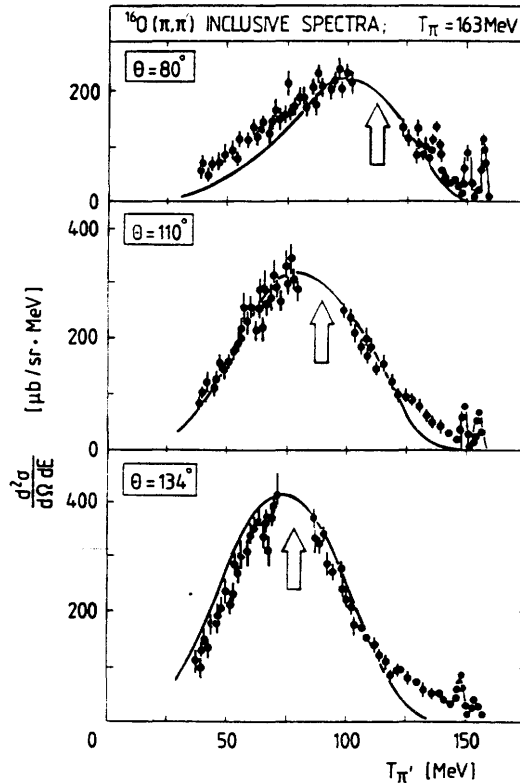 ¹⁶O(π,π') INCLUSIVE SPECTRA; Tπ = 163 MeV
θ = 80°
200
0
400
θ = 110°
200
0
[μb / sr · MeV]
d²σ
dΩ dE
θ = 134°
400
200
0 50 100 150
Tπ' [MeV]